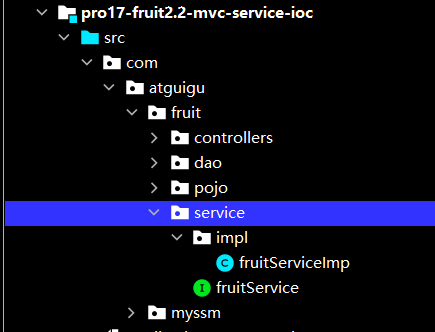 pro17-fruit2.2-mvc-service-ioc
src
com
atguigu
fruit
controllers
dao
pojo
service
impl
C fruitServiceImp
I fruitService
myssm